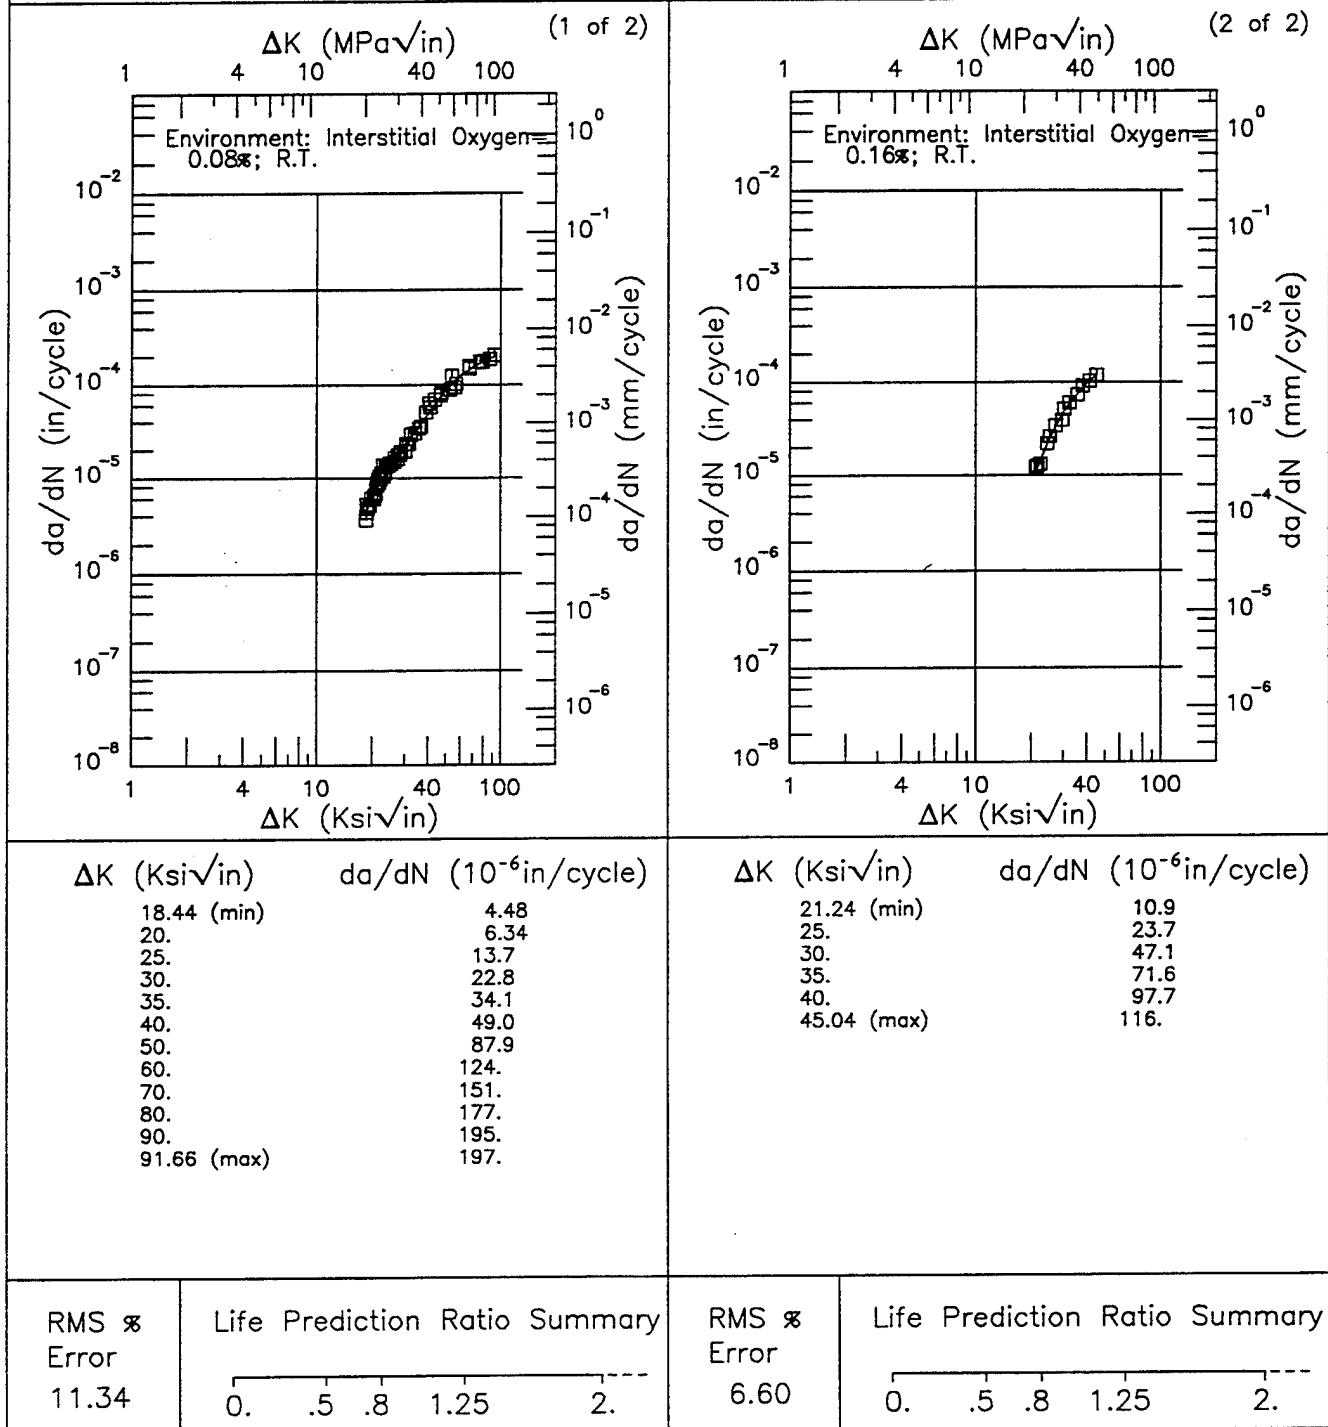 (1 of 2)
ΔK (MPa√in)
1 4 10 40 100
Environment: Interstitial Oxygen=
0.08%; R.T.
10⁻²
10⁻³
10⁻⁴
10⁻⁵
10⁻⁶
10⁻⁷
10⁻⁸
da/dN (in/cycle)
10⁰
10⁻¹
10⁻²
10⁻³
10⁻⁴
10⁻⁵
10⁻⁶
da/dN (mm/cycle)
1 4 10 40 100
ΔK (Ksi√in)
(2 of 2)
ΔK (MPa√in)
1 4 10 40 100
Environment: Interstitial Oxygen=
0.16%; R.T.
10⁻²
10⁻³
10⁻⁴
10⁻⁵
10⁻⁶
10⁻⁷
10⁻⁸
da/dN (in/cycle)
10⁰
10⁻¹
10⁻²
10⁻³
10⁻⁴
10⁻⁵
10⁻⁶
da/dN (mm/cycle)
1 4 10 40 100
ΔK (Ksi√in)
ΔK (Ksi√in) da/dN (10⁻⁶in/cycle)
18.44 (min) 4.48
20. 6.34
25. 13.7
30. 22.8
35. 34.1
40. 49.0
50. 87.9
60. 124.
70. 151.
80. 177.
90. 195.
91.66 (max) 197.
ΔK (Ksi√in) da/dN (10⁻⁶in/cycle)
21.24 (min) 10.9
25. 23.7
30. 47.1
35. 71.6
40. 97.7
45.04 (max) 116.
RMS %
Error
11.34
Life Prediction Ratio Summary
0. .5 .8 1.25 2.
RMS %
Error
6.60
Life Prediction Ratio Summary
0. .5 .8 1.25 2.